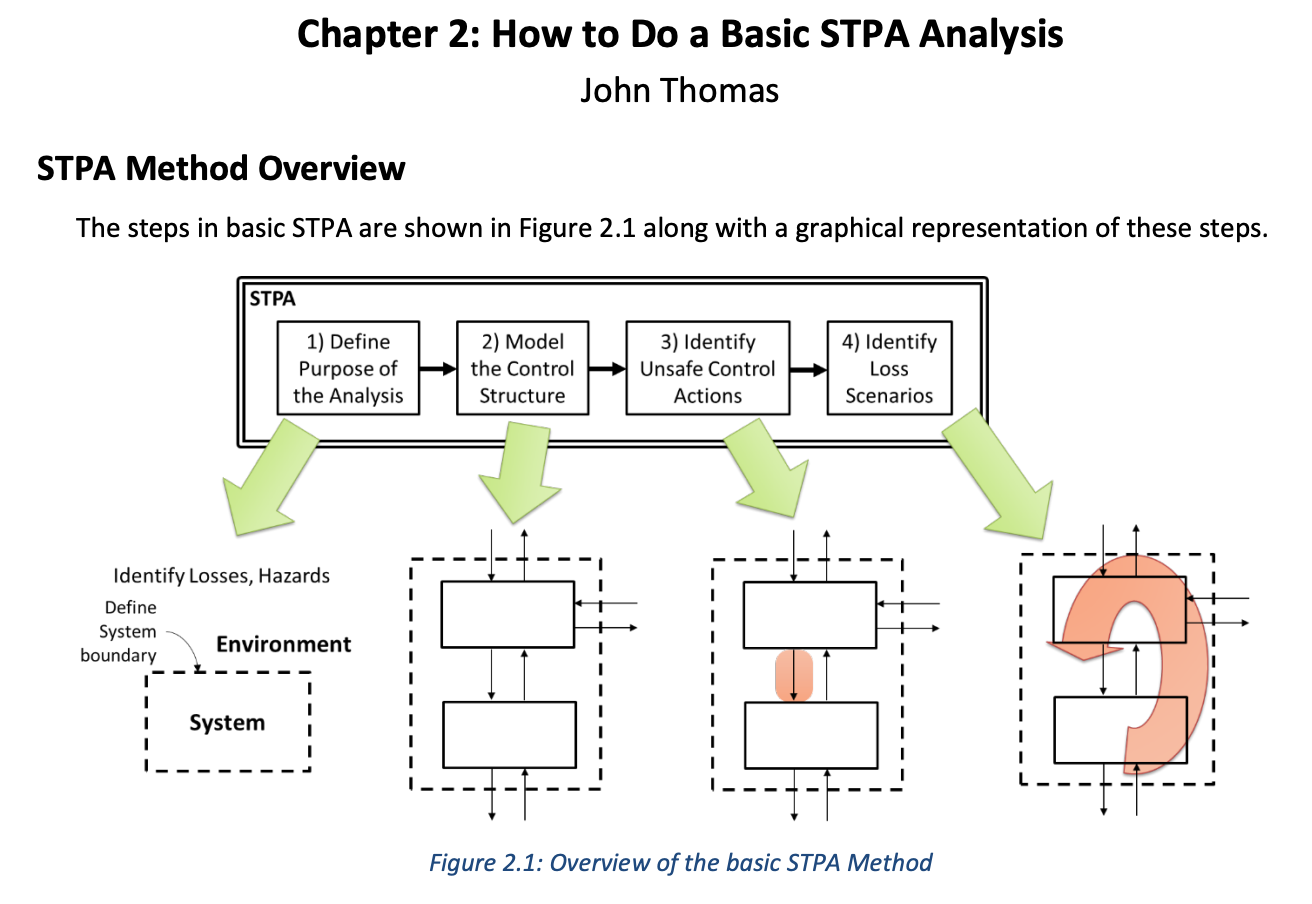 Chapter 2: How to Do a Basic STPA Analysis
John Thomas
STPA Method Overview
The steps in basic STPA are shown in Figure 2.1 along with a graphical representation of these steps.
STPA
1) Define
Purpose of
the Analysis
2) Model
the Control
Structure
3) Identify
Unsafe Control
Actions
4) Identify
Loss
Scenarios
Identify Losses, Hazards
Define
System
boundary
Environment
System
Figure 2.1: Overview of the basic STPA Method